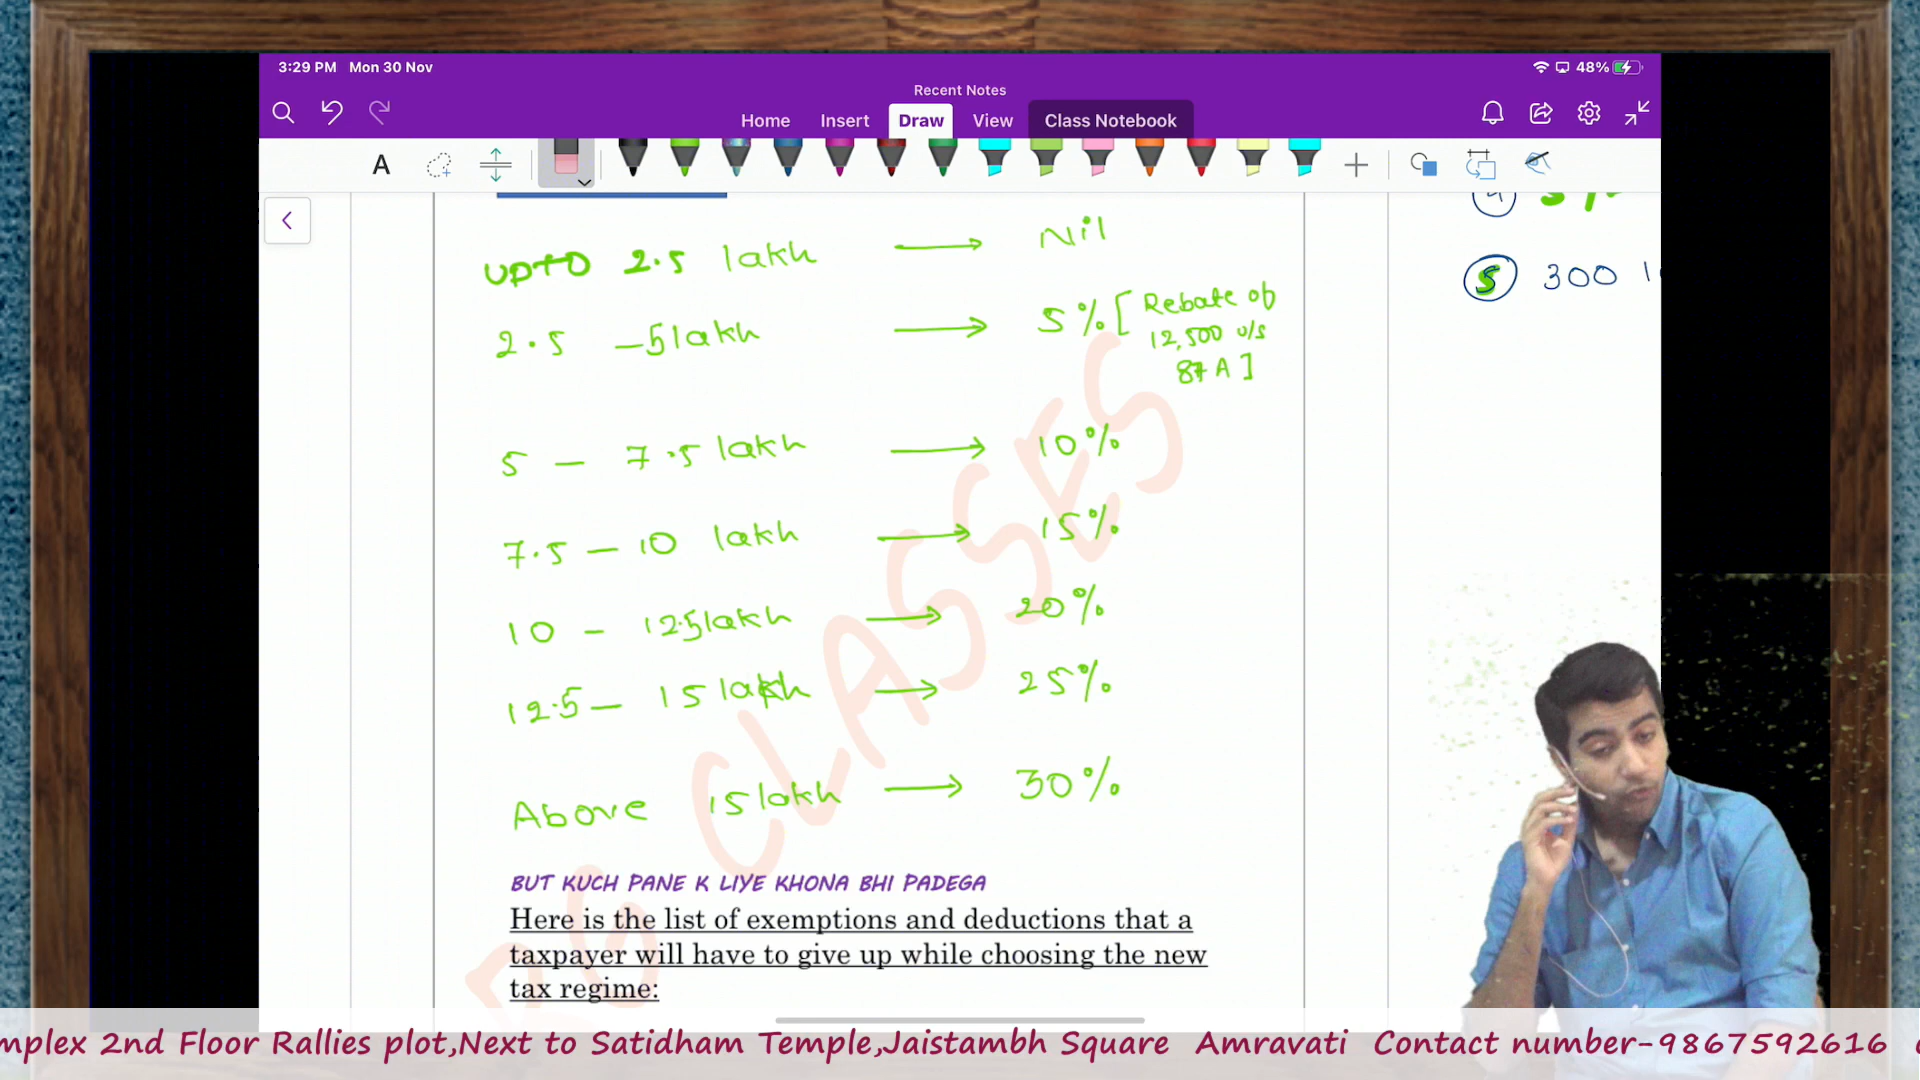 3:29 PM Mon 30 Nov
48%
Recent Notes
Home Insert Draw View Class Notebook
A
UPTO 2.5 lakh → Nil
2.5 – 5 lakh → 5% [Rebate of
12,500 u/s
87A]
5 – 7.5 lakh → 10%
7.5 – 10 lakh → 15%
10 – 12.5 lakh → 20%
12.5 – 15 lakh → 25%
Above 15 lakh → 30%
5 300
BUT KUCH PANE K LIYE KHONA BHI PADEGA
Here is the list of exemptions and deductions that a
taxpayer will have to give up while choosing the new
tax regime:
RG CLASSES
mplex 2nd Floor Rallies plot,Next to Satidham Temple,Jaistambh Square Amravati Contact number-9867592616